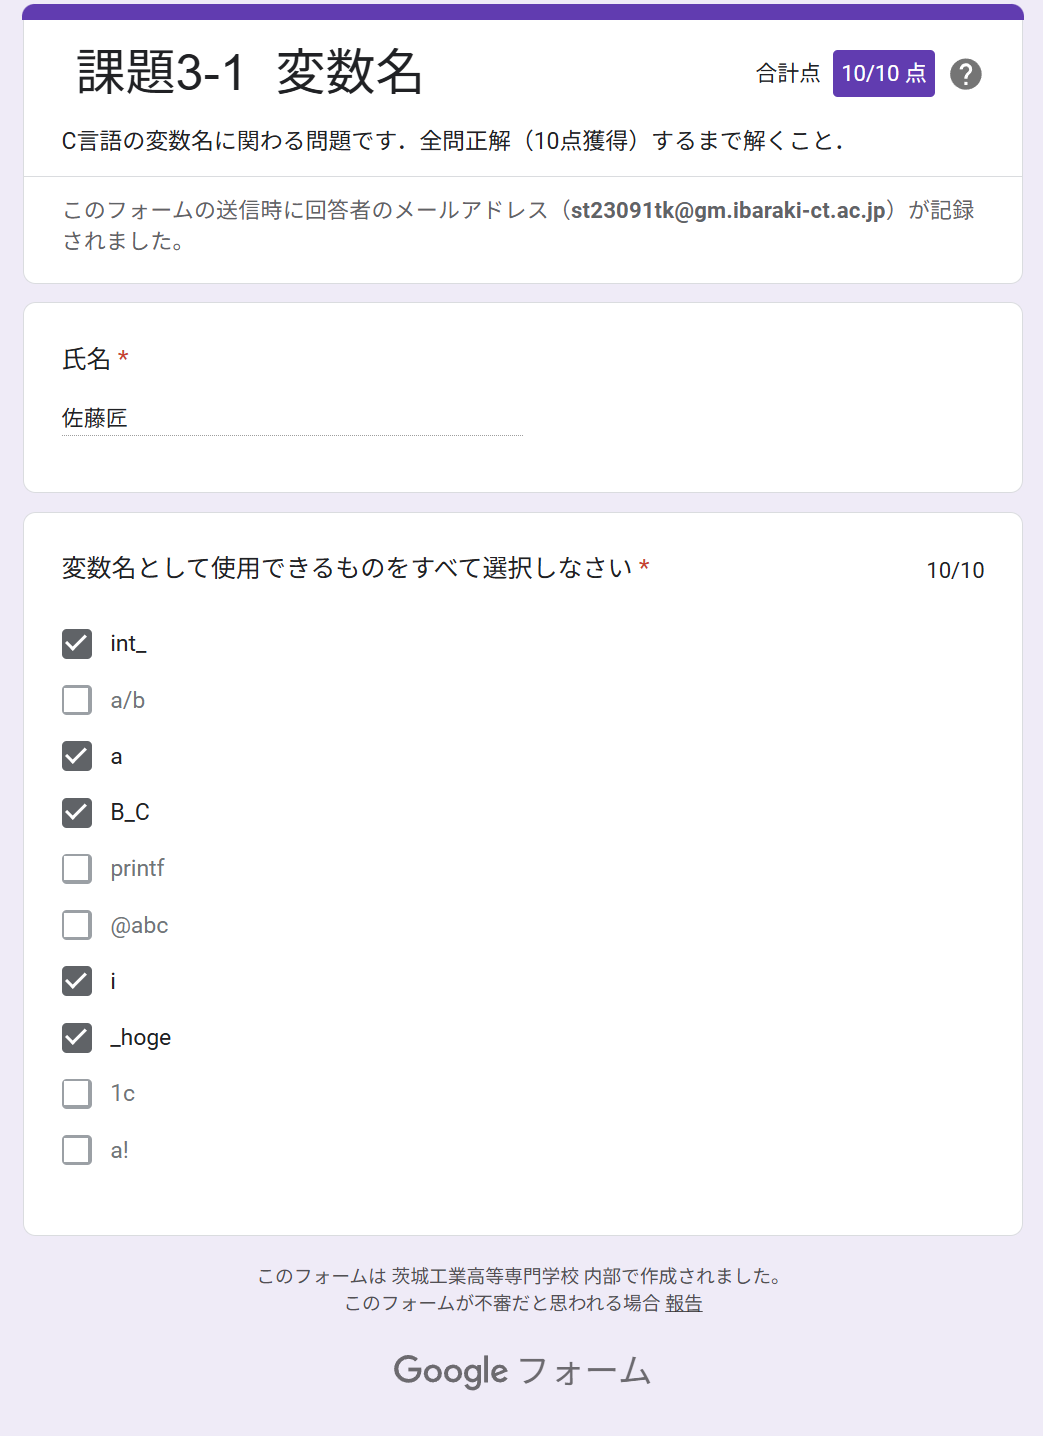 課題3-1 変数名
合計点 10/10 点
C言語の変数名に関わる問題です．全問正解（10点獲得）するまで解くこと．
このフォームの送信時に回答者のメールアドレス（st23091tk@gm.ibaraki-ct.ac.jp）が記録
されました。
氏名 *
佐藤匠
変数名として使用できるものをすべて選択しなさい *
10/10
int_
a/b
a
B_C
printf
@abc
i
_hoge
1c
a!
このフォームは 茨城工業高等専門学校 内部で作成されました。
このフォームが不審だと思われる場合 報告
Google フォーム